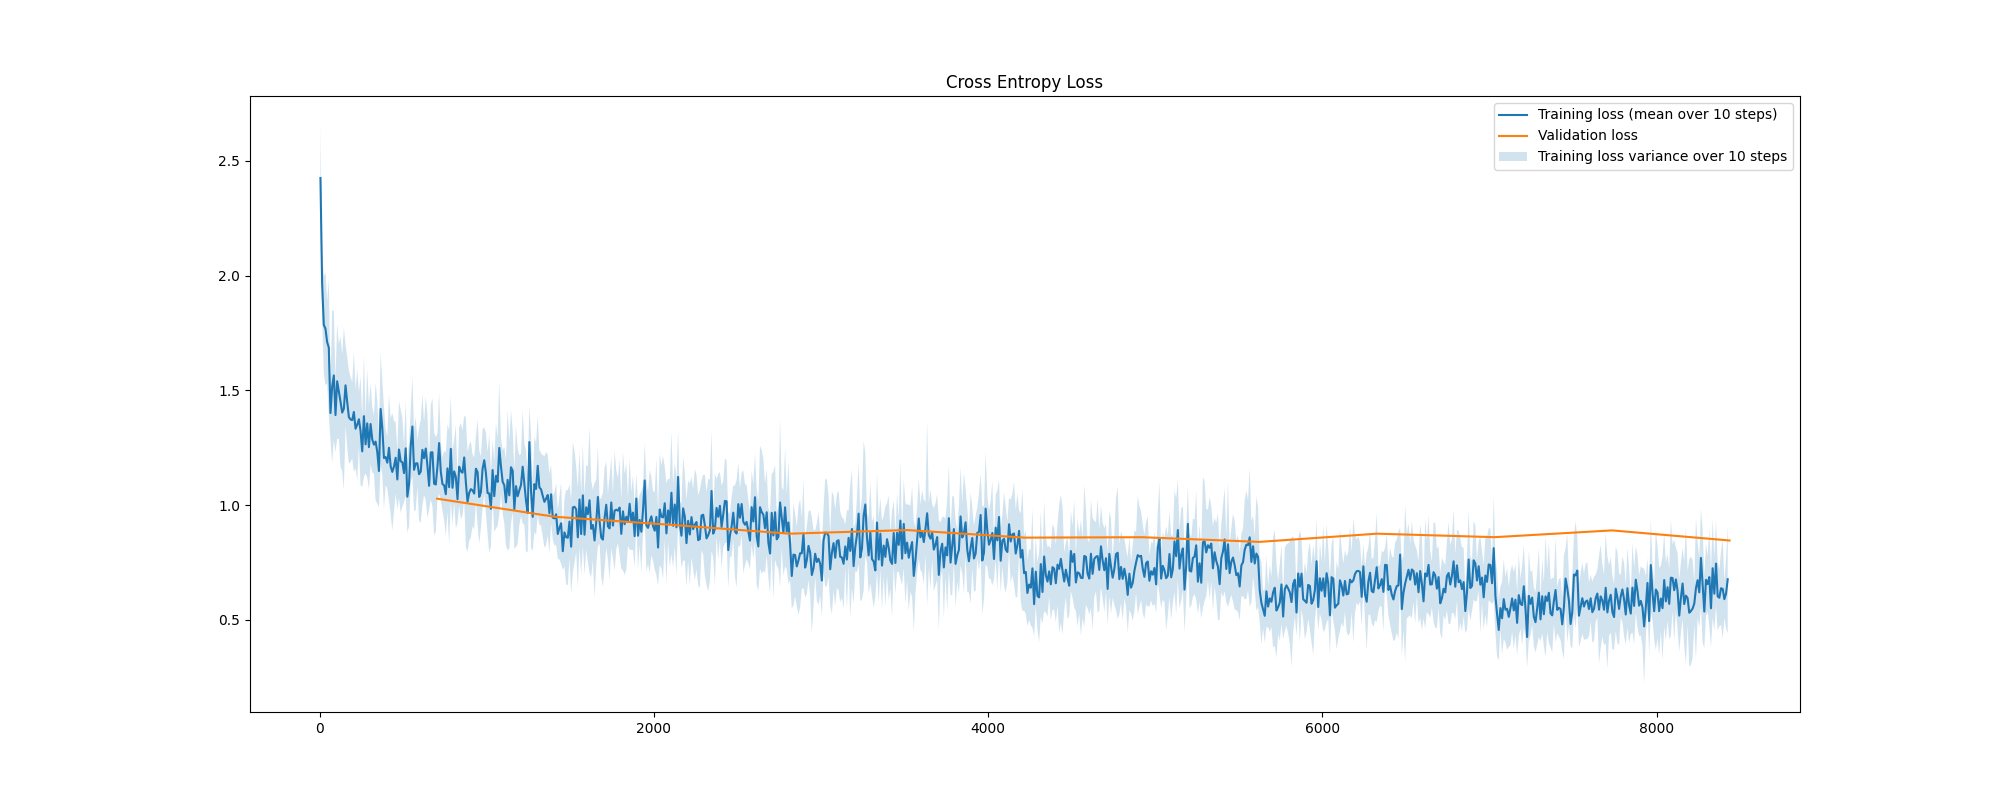 Cross Entropy Loss
Training loss (mean over 10 steps)
Validation loss
Training loss variance over 10 steps
2.5
2.0
1.5
1.0
0.5
0
2000
4000
6000
8000